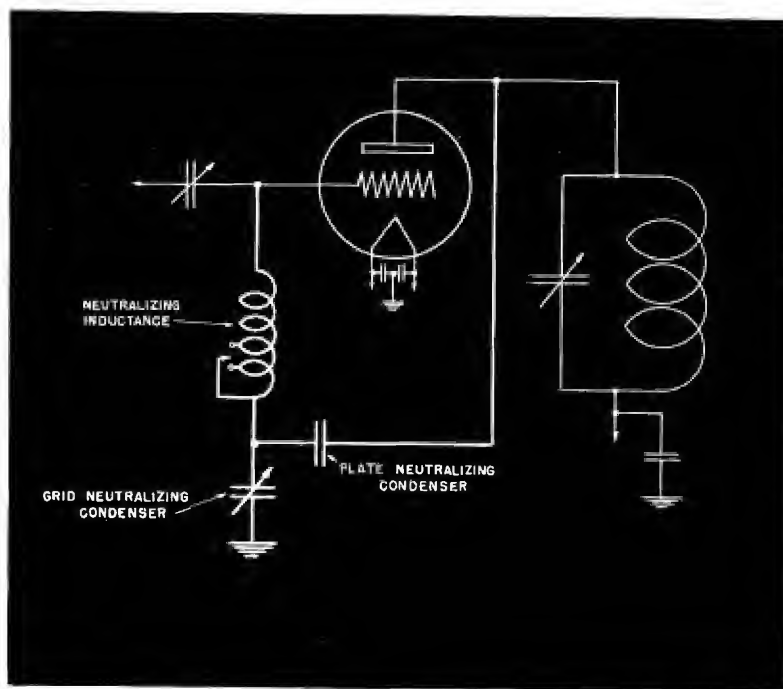 NEUTRALIZING
INDUCTANCE
PLATE NEUTRALIZING
CONDENSER
GRID NEUTRALIZING
CONDENSER